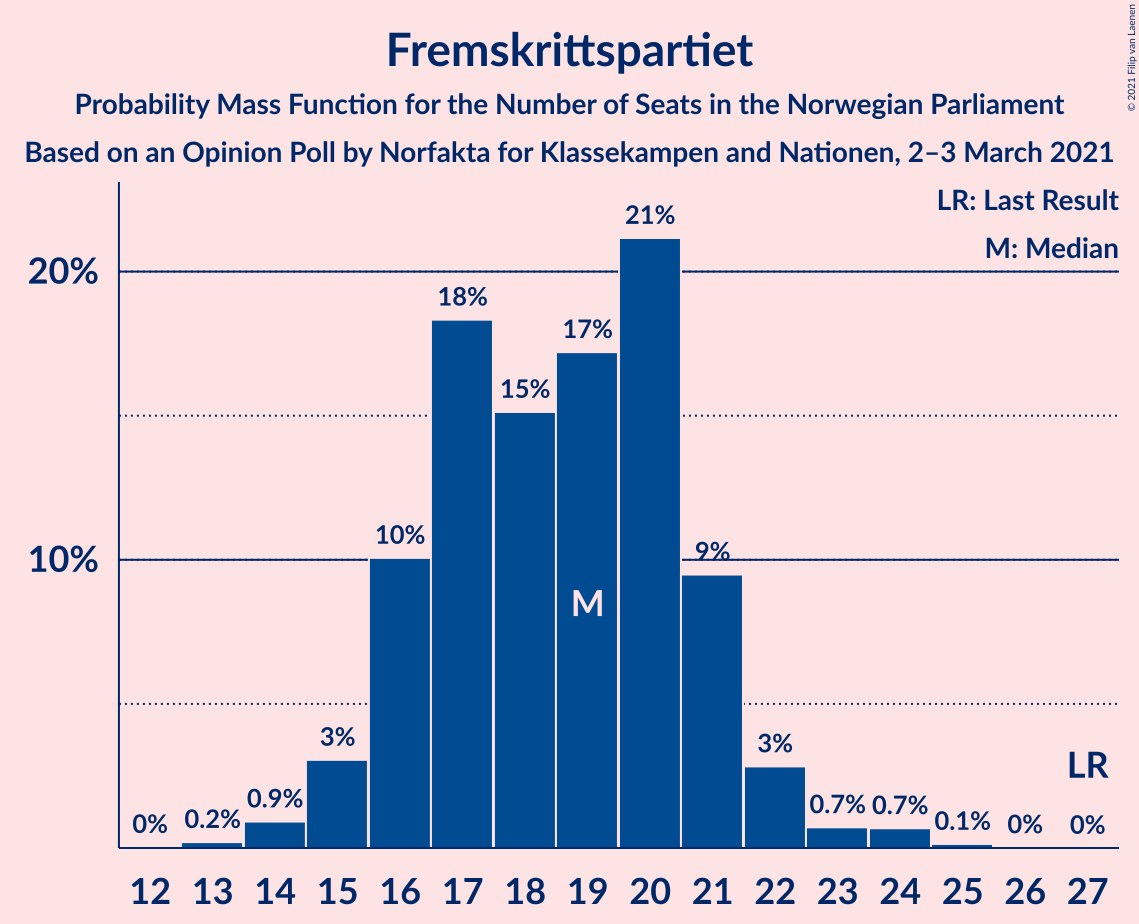 Fremskrittspartiet
Probability Mass Function for the Number of Seats in the Norwegian Parliament
Based on an Opinion Poll by Norfakta for Klassekampen and Nationen, 2–3 March 2021
© 2021 Filip van Laenen
LR: Last Result
M: Median
20%
10%
0%
0.2%
0.9%
3%
10%
18%
15%
17%
21%
9%
3%
0.7%
0.7%
0.1%
0%
0%
M
LR
12 13 14 15 16 17 18 19 20 21 22 23 24 25 26 27